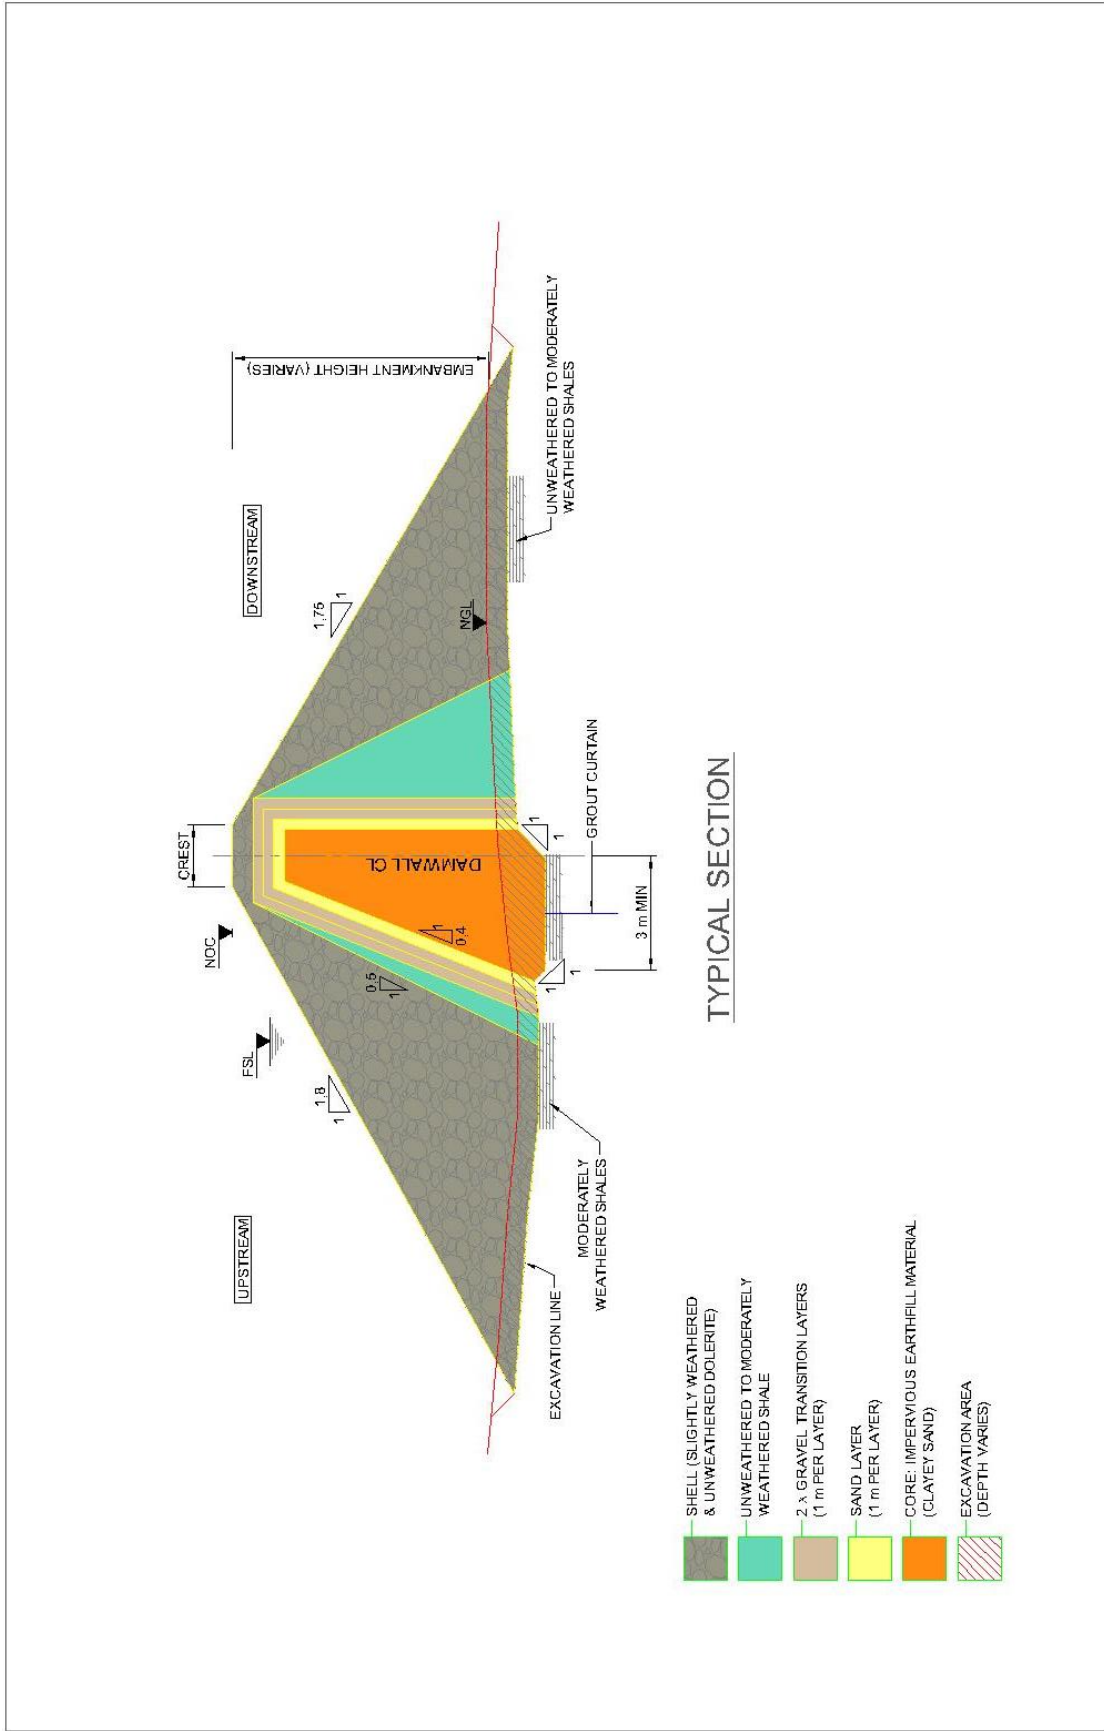 UPSTREAM
DOWNSTREAM
CREST
NOC
FSL
1,8
1
1,75
1
0,5
1
1
0,4
DAMWALL CL
EMBANKMENT HEIGHT (VARIES)
NGL
EXCAVATION LINE
MODERATELY
WEATHERED SHALES
1
1
1
1
3 m MIN
GROUT CURTAIN
UNWEATHERED TO MODERATELY
WEATHERED SHALES
TYPICAL SECTION
SHELL (SLIGHTLY WEATHERED
& UNWEATHERED DOLERITE)
UNWEATHERED TO MODERATELY
WEATHERED SHALE
2 x GRAVEL TRANSITION LAYERS
(1 m PER LAYER)
SAND LAYER
(1 m PER LAYER)
CORE: IMPERVIOUS EARTHFILL MATERIAL
(CLAYEY SAND)
EXCAVATION AREA
(DEPTH VARIES)